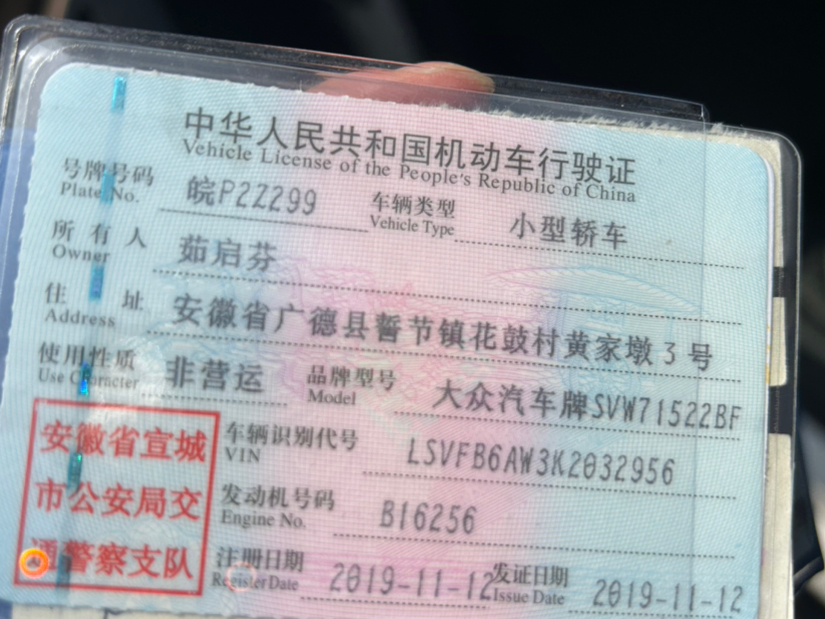 中华人民共和国机动车行驶证
Vehicle License of the People's Republic of China
号牌号码 皖P2Z299 车辆类型 小型轿车
Plate No. Vehicle Type
所有人 茹启芬
Owner
住址 安徽省广德县誓节镇花鼓村黄家墩3号
Address
使用性质 非营运 品牌型号 大众汽车牌SVW71522BF
Use Character Model
安徽省宣城 车辆识别代号 LSVFB6AW3K2032956
VIN
市公安局交 发动机号码 B16256
Engine No.
通警察支队 注册日期 2019-11-12 发证日期 2019-11-12
Register Date Issue Date